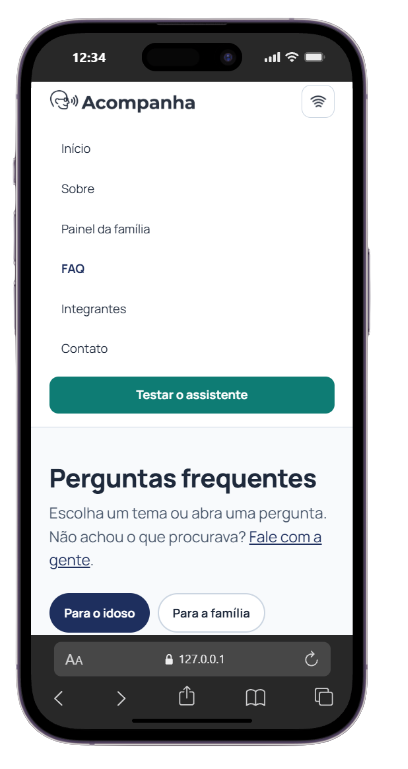 12:34
Acompanha
Início
Sobre
Painel da família
FAQ
Integrantes
Contato
Testar o assistente
Perguntas frequentes
Escolha um tema ou abra uma pergunta.
Não achou o que procurava? Fale com a
gente.
Para o idoso Para a família
AA 127.0.0.1